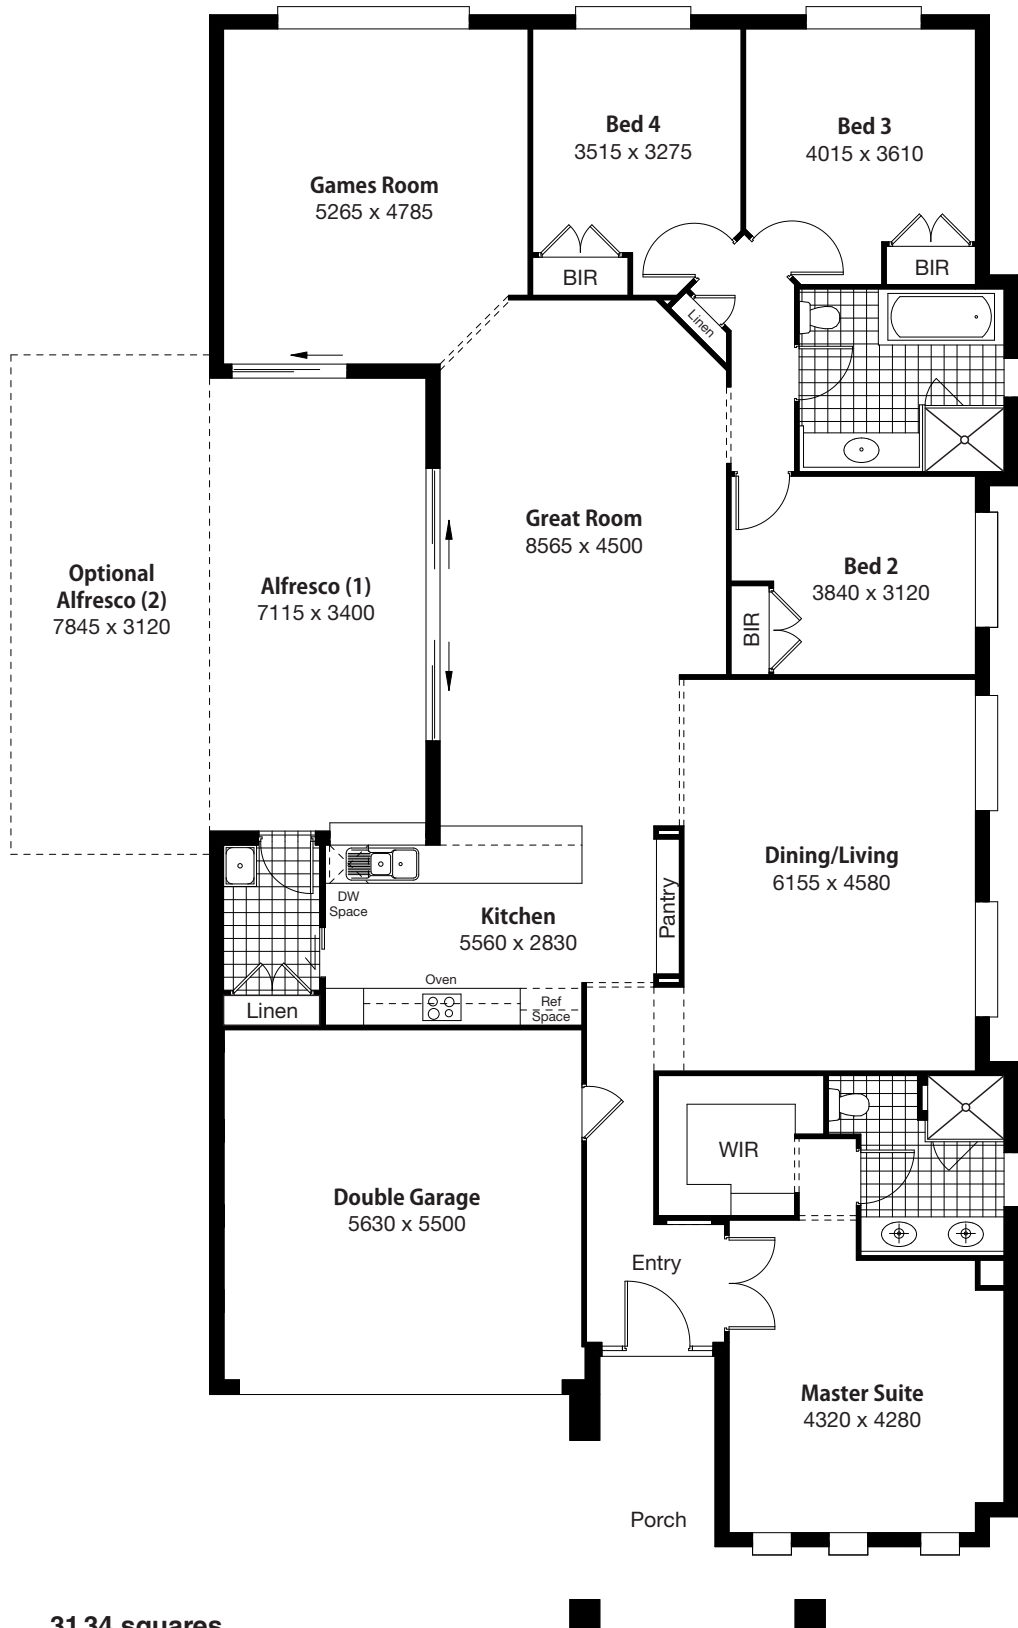 Games Room
5265 x 4785
Bed 4
3515 x 3275
Bed 3
4015 x 3610
BIR
BIR
Linen
Great Room
8565 x 4500
Bed 2
3840 x 3120
BIR
Optional
Alfresco (2)
7845 x 3120
Alfresco (1)
7115 x 3400
Dining/Living
6155 x 4580
DW
Space
Kitchen
5560 x 2830
Pantry
Oven
Ref
Space
Linen
WIR
Double Garage
5630 x 5500
Entry
Master Suite
4320 x 4280
Porch
31.34 squares